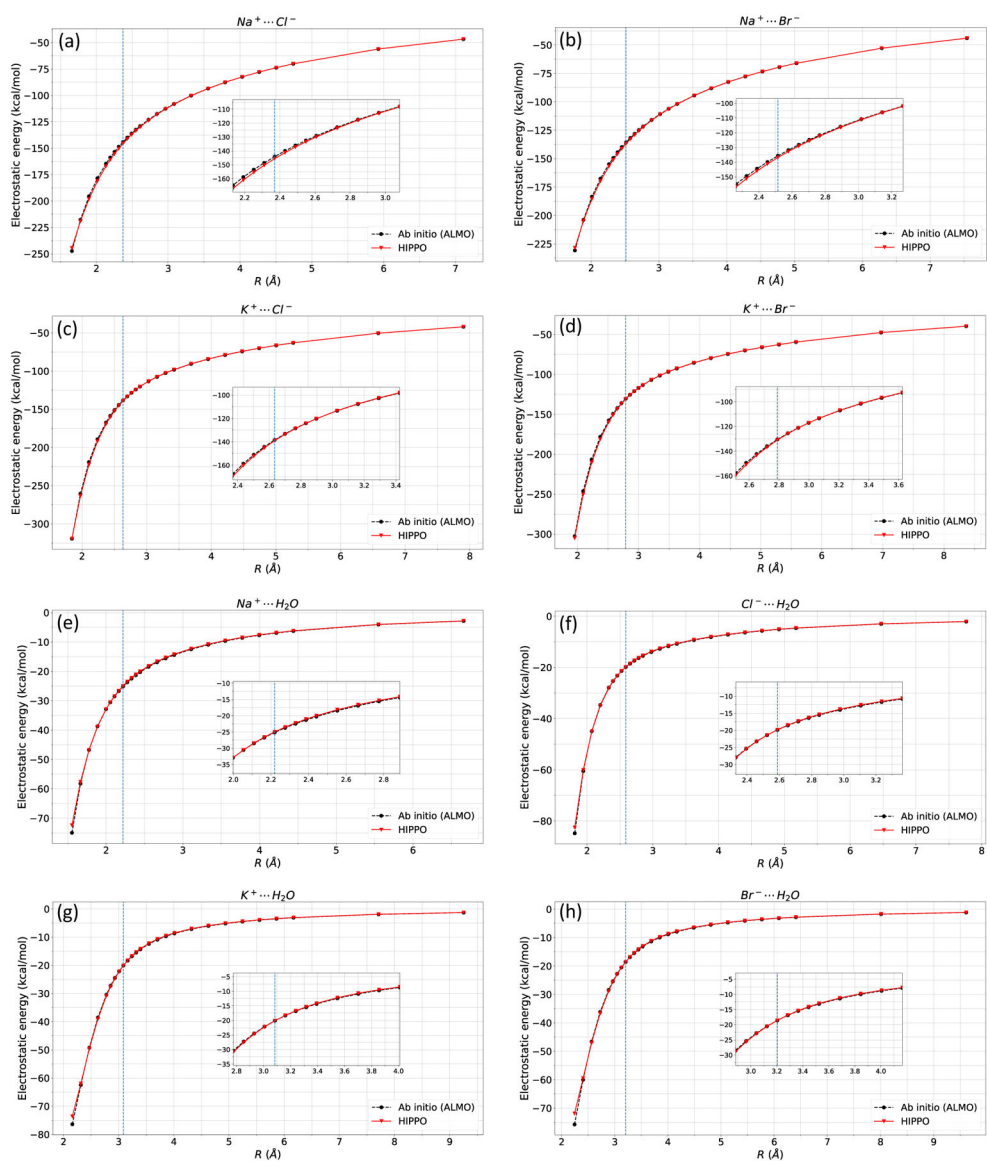 Na⁺ ⋯ Cl⁻
(a)
Electrostatic energy (kcal/mol)
−50
−75
−100
−125
−150
−175
−200
−225
−250
−110
−120
−130
−140
−150
−160
2.2 2.4 2.6 2.8 3.0
Ab initio (ALMO)
HIPPO
2 3 4 5 6 7
R (Å)
Na⁺ ⋯ Br⁻
(b)
Electrostatic energy (kcal/mol)
−50
−75
−100
−125
−150
−175
−200
−225
−100
−110
−120
−130
−140
−150
2.4 2.6 2.8 3.0 3.2
Ab initio (ALMO)
HIPPO
2 3 4 5 6 7
R (Å)
K⁺ ⋯ Cl⁻
(c)
Electrostatic energy (kcal/mol)
−50
−100
−150
−200
−250
−300
−100
−120
−140
−160
2.4 2.6 2.8 3.0 3.2 3.4
Ab initio (ALMO)
HIPPO
2 3 4 5 6 7 8
R (Å)
K⁺ ⋯ Br⁻
(d)
Electrostatic energy (kcal/mol)
−50
−100
−150
−200
−250
−300
−100
−120
−140
−160
2.6 2.8 3.0 3.2 3.4 3.6
Ab initio (ALMO)
HIPPO
2 3 4 5 6 7 8
R (Å)
Na⁺ ⋯ H₂O
(e)
Electrostatic energy (kcal/mol)
0
−10
−20
−30
−40
−50
−60
−70
−10
−15
−20
−25
−30
−35
2.0 2.2 2.4 2.6 2.8
Ab initio (ALMO)
HIPPO
2 3 4 5 6
R (Å)
Cl⁻ ⋯ H₂O
(f)
Electrostatic energy (kcal/mol)
0
−20
−40
−60
−80
−10
−15
−20
−25
−30
2.4 2.6 2.8 3.0 3.2
Ab initio (ALMO)
HIPPO
2 3 4 5 6 7 8
R (Å)
K⁺ ⋯ H₂O
(g)
Electrostatic energy (kcal/mol)
0
−10
−20
−30
−40
−50
−60
−70
−80
−5
−10
−15
−20
−25
−30
−35
2.8 3.0 3.2 3.4 3.6 3.8 4.0
Ab initio (ALMO)
HIPPO
2 3 4 5 6 7 8 9
R (Å)
Br⁻ ⋯ H₂O
(h)
Electrostatic energy (kcal/mol)
0
−10
−20
−30
−40
−50
−60
−70
−5
−10
−15
−20
−25
−30
3.0 3.2 3.4 3.6 3.8 4.0
Ab initio (ALMO)
HIPPO
2 3 4 5 6 7 8 9
R (Å)